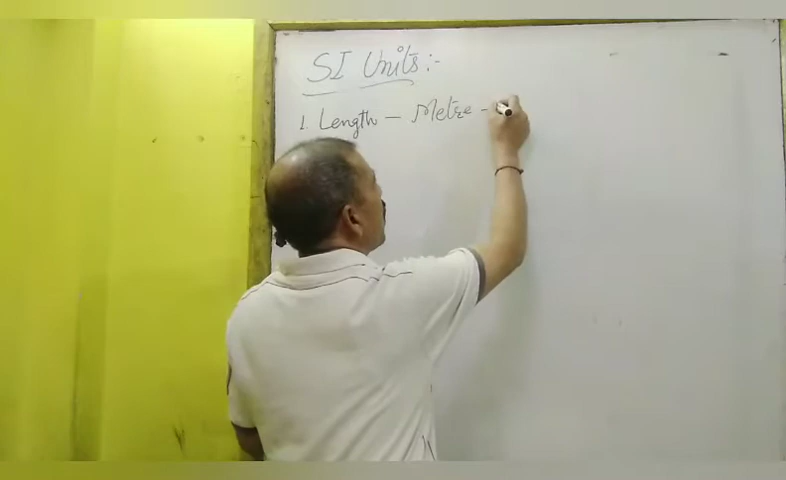 SI Units :-
1. Length — Metre -